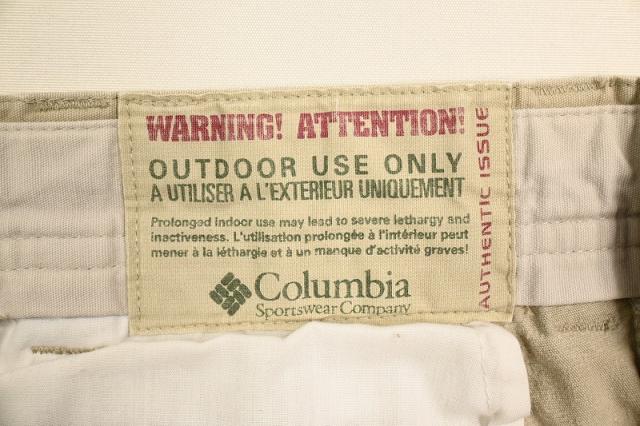 WARNING! ATTENTION!
OUTDOOR USE ONLY
A UTILISER A L'EXTERIEUR UNIQUEMENT
Prolonged indoor use may lead to severe lethargy and
inactiveness. L'utilisation prolongée à l'intérieur peut
mener à la léthargie et à un manque d'activité graves!
Columbia
Sportswear Company
AUTHENTIC ISSUE